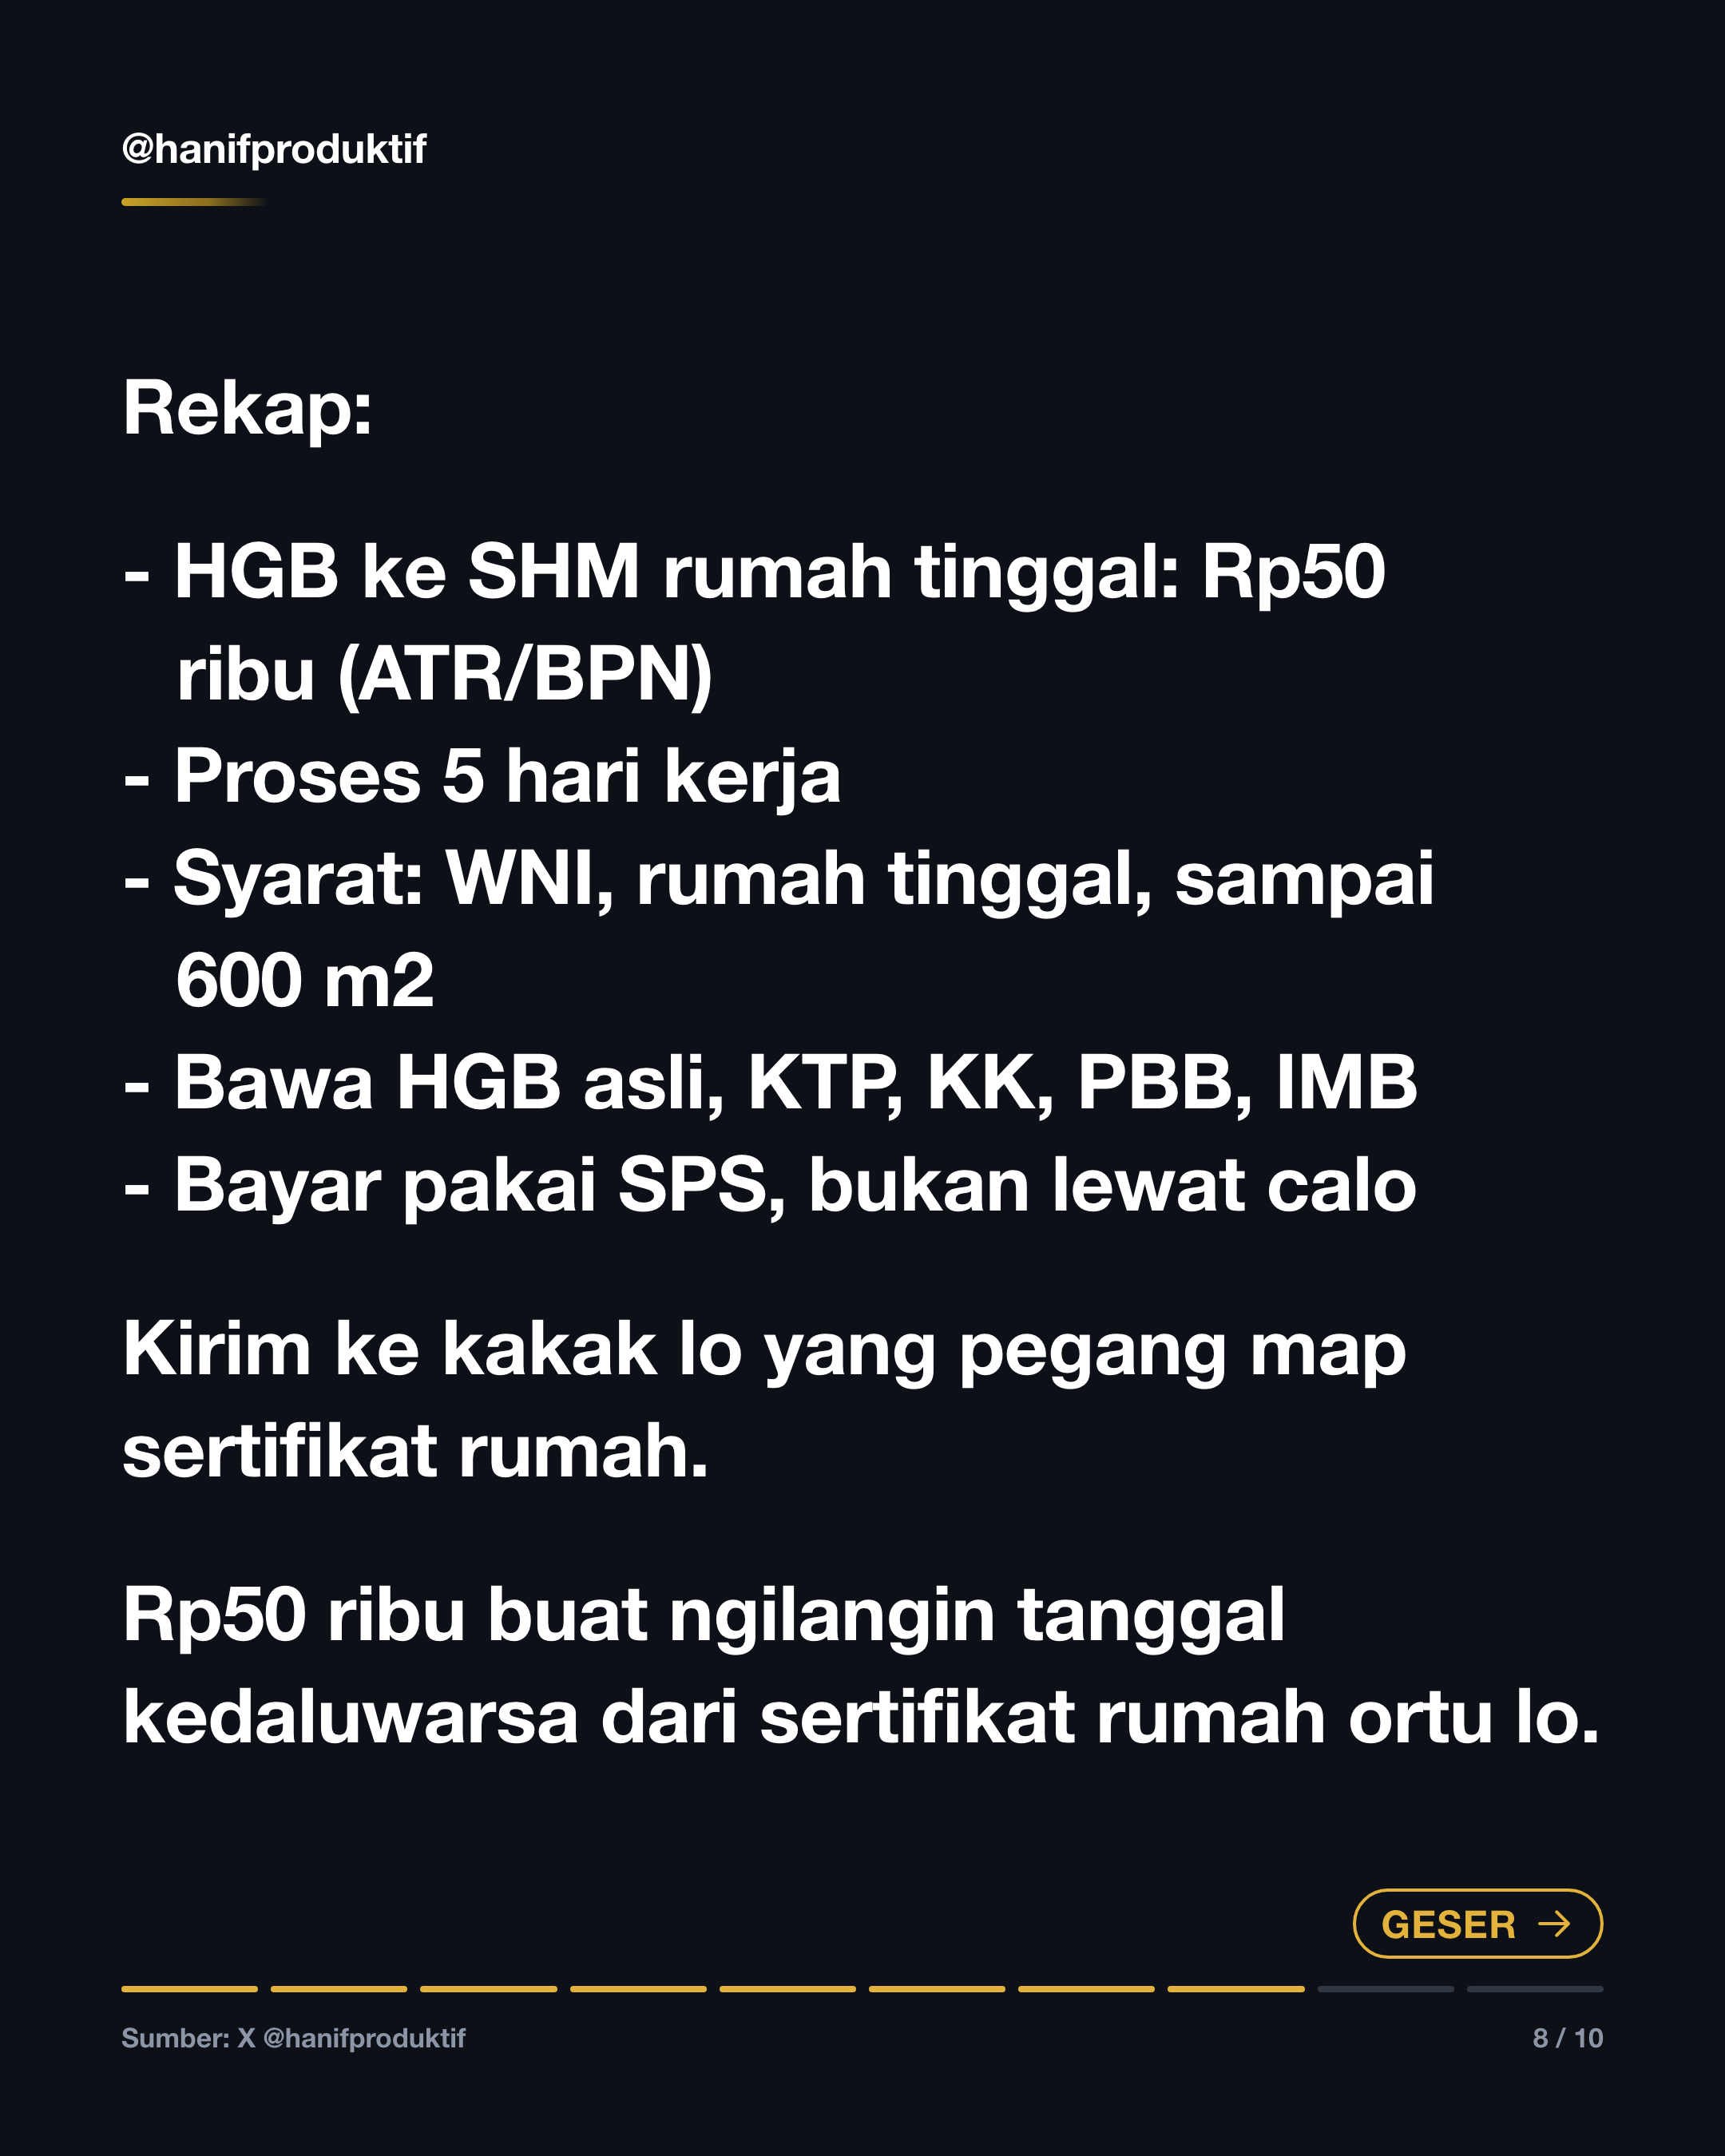 @hanifproduktif
Rekap:
- HGB ke SHM rumah tinggal: Rp50
ribu (ATR/BPN)
- Proses 5 hari kerja
- Syarat: WNI, rumah tinggal, sampai
600 m2
- Bawa HGB asli, KTP, KK, PBB, IMB
- Bayar pakai SPS, bukan lewat calo
Kirim ke kakak lo yang pegang map
sertifikat rumah.
Rp50 ribu buat ngilangin tanggal
kedaluwarsa dari sertifikat rumah ortu lo.
GESER →
Sumber: X @hanifproduktif
8 / 10